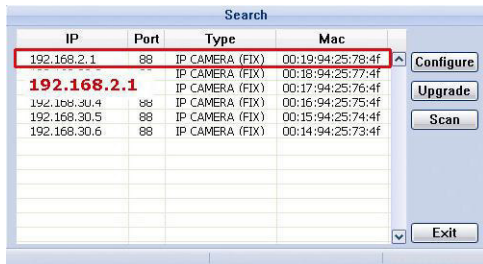 Search
IP Port Type Mac
192.168.2.1 88 IP CAMERA (FIX) 00:19:94:25:78:4f Configure
IP CAMERA (FIX) 00:18:94:25:77:4f
192.168.2.1 IP CAMERA (FIX) 00:17:94:25:76:4f Upgrade
192.168.30.4 88 IP CAMERA (FIX) 00:16:94:25:75:4f
192.168.30.5 88 IP CAMERA (FIX) 00:15:94:25:74:4f Scan
192.168.30.6 88 IP CAMERA (FIX) 00:14:94:25:73:4f
Exit